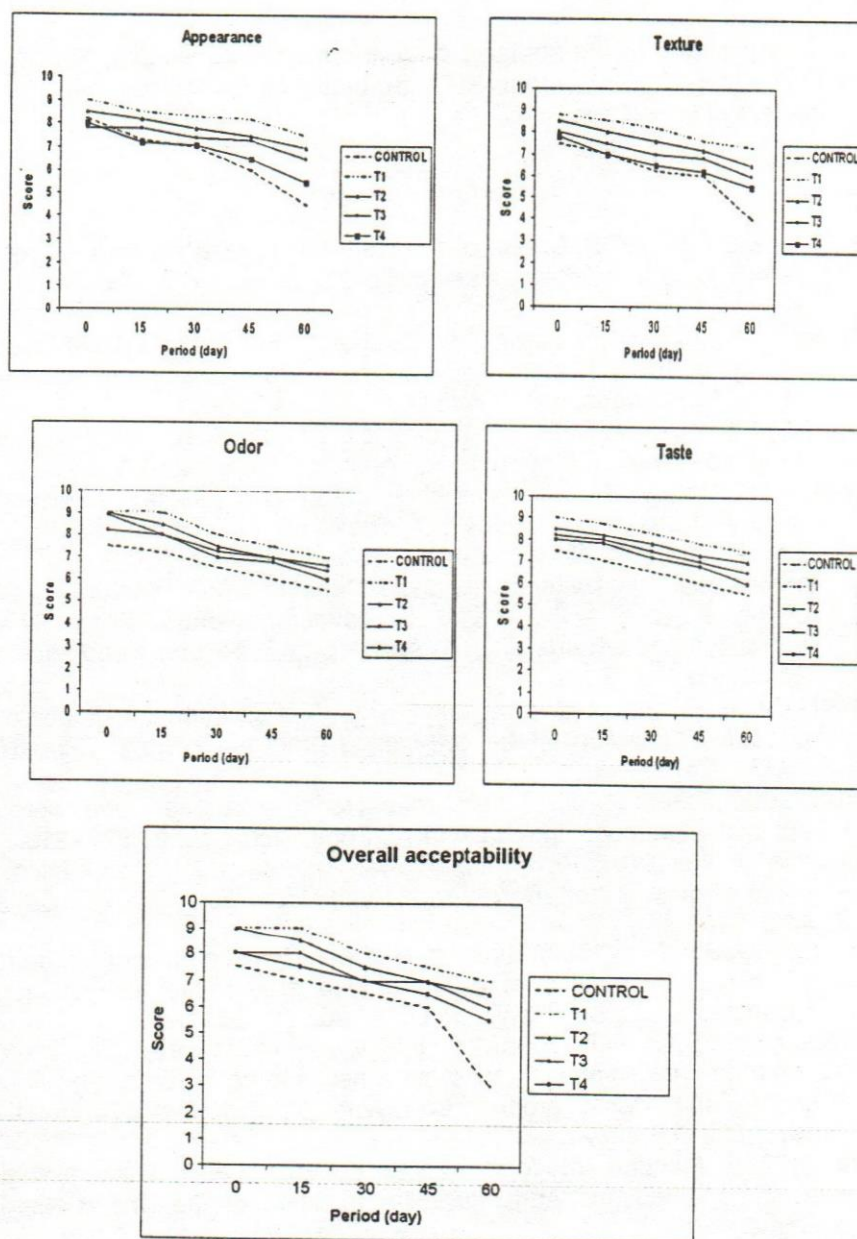 Appearance
10
9
8
7
6
5
4
3
2
1
0
Score
0 15 30 45 60
Period (day)
CONTROL
T1
T2
T3
T4
Texture
10
9
8
7
6
5
4
3
2
1
0
Score
0 15 30 45 60
Period (day)
CONTROL
T1
T2
T3
T4
Odor
10
9
8
7
6
5
4
3
2
1
0
Score
0 15 30 45 60
Period (day)
CONTROL
T1
T2
T3
T4
Taste
10
9
8
7
6
5
4
3
2
1
0
Score
0 15 30 45 60
Period (day)
CONTROL
T1
T2
T3
T4
Overall acceptability
10
9
8
7
6
5
4
3
2
1
0
Score
0 15 30 45 60
Period (day)
CONTROL
T1
T2
T3
T4